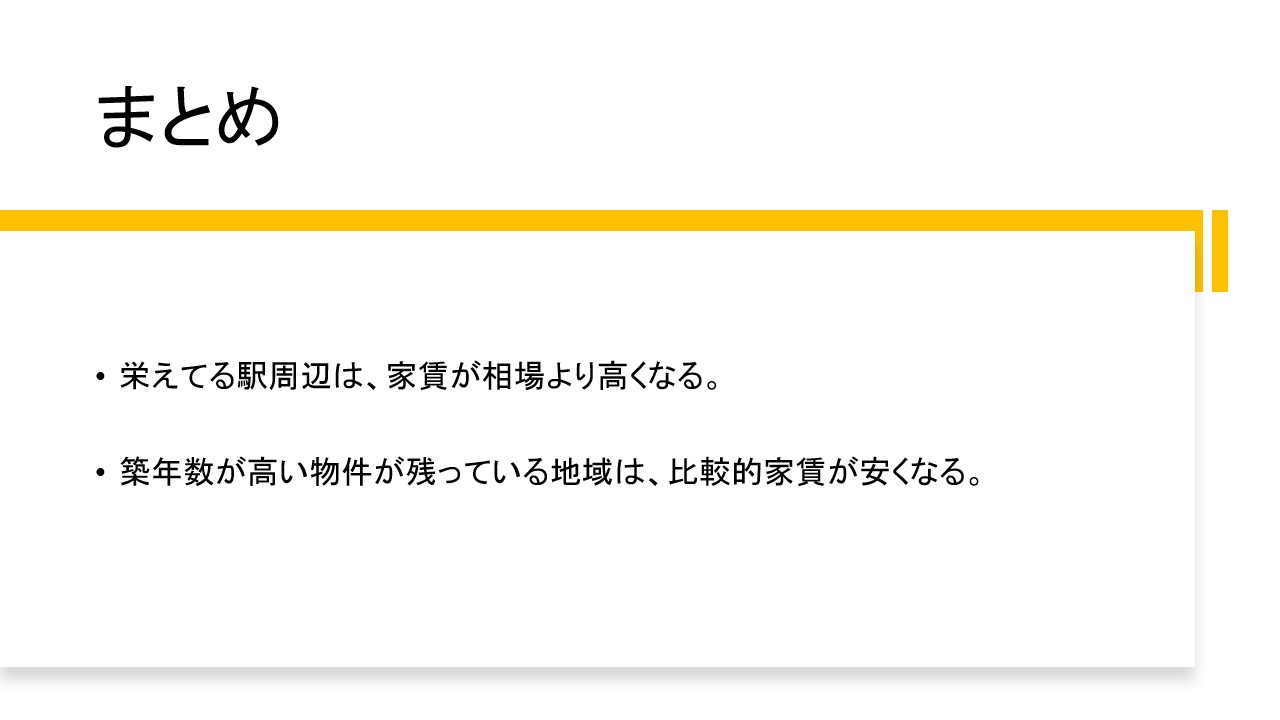 まとめ
• 栄えてる駅周辺は、家賃が相場より高くなる。
• 築年数が高い物件が残っている地域は、比較的家賃が安くなる。